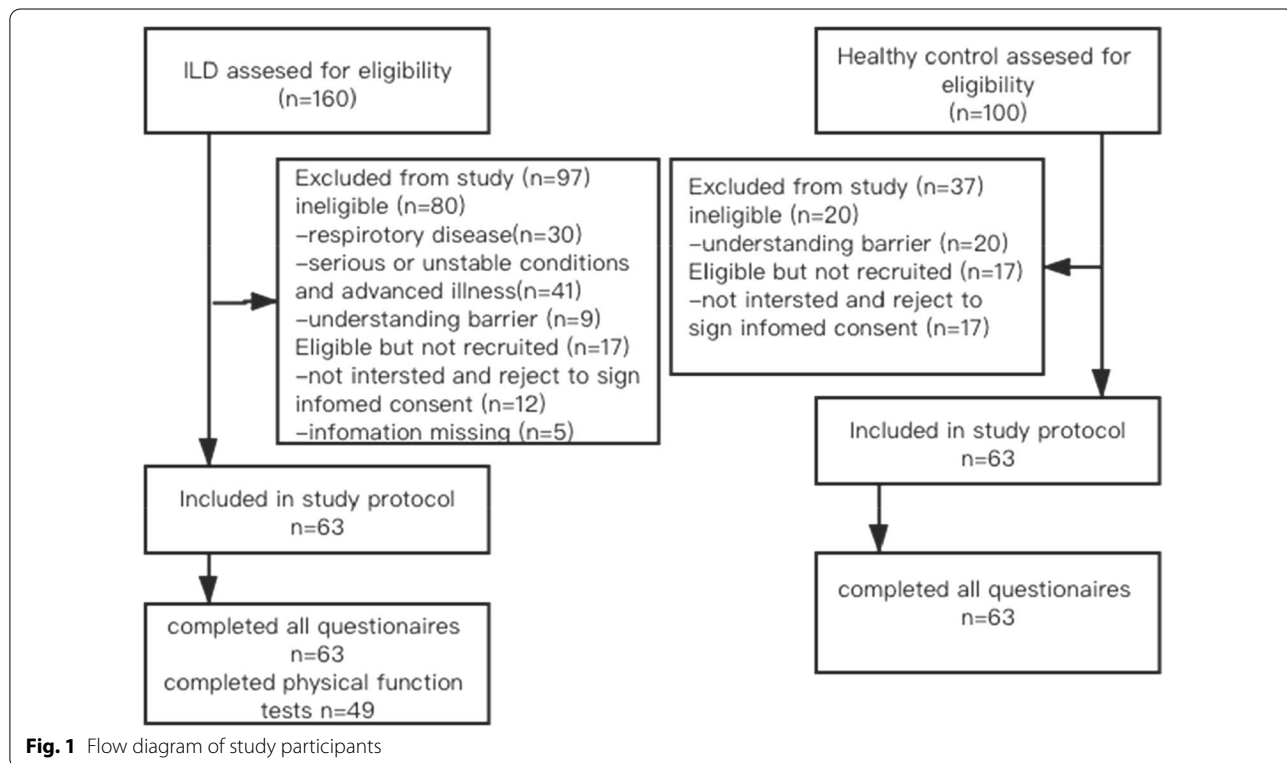 ILD assesed for eligibility
(n=160)
Healthy control assesed for
eligibility
(n=100)
Excluded from study (n=97)
ineligible (n=80)
–respirotory disease(n=30)
–serious or unstable conditions
and advanced illness(n=41)
–understanding barrier (n=9)
Eligible but not recruited (n=17)
–not intersted and reject to sign
infomed consent (n=12)
–infomation missing (n=5)
Excluded from study (n=37)
ineligible (n=20)
–understanding barrier (n=20)
Eligible but not recruited (n=17)
–not intersted and reject to
sign infomed consent (n=17)
Included in study protocol
n=63
Included in study protocol
n=63
completed all questionaires
n=63
completed physical function
tests n=49
completed all questionaires
n=63
Fig. 1 Flow diagram of study participants